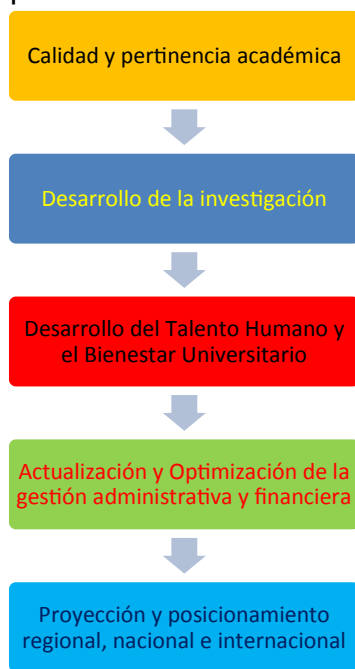 Calidad y pertinencia académica
Desarrollo de la investigación
Desarrollo del Talento Humano y
el Bienestar Universitario
Actualización y Optimización de la
gestión administrativa y financiera
Proyección y posicionamiento
regional, nacional e internacional